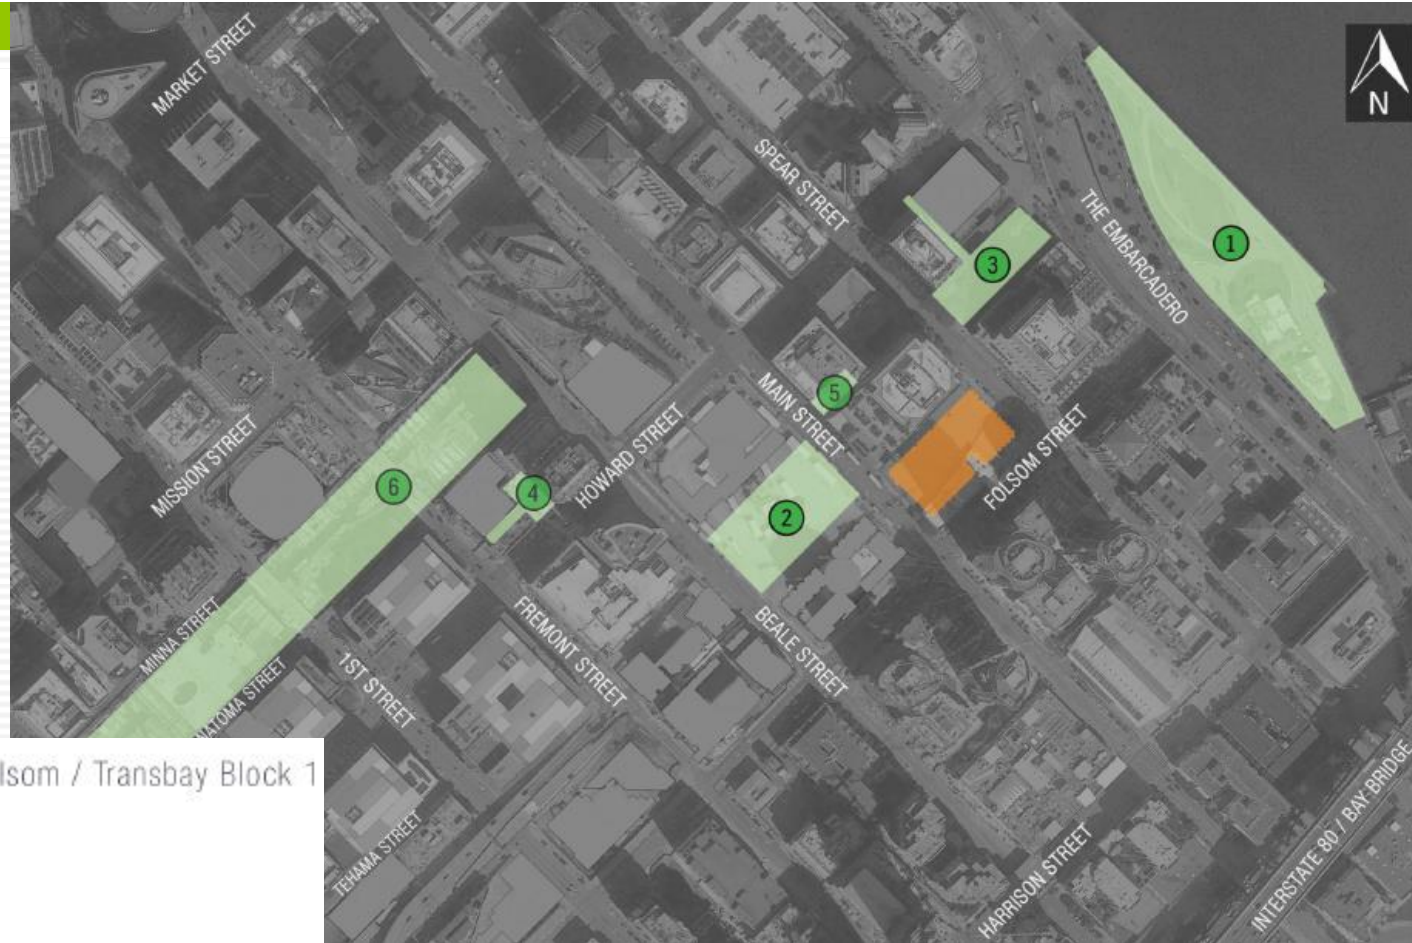 MARKET STREET
N
SPEAR STREET
THE EMBARCADERO
1
3
MAIN STREET
5
HOWARD STREET
FOLSOM STREET
MISSION STREET
6
4
2
MINNA STREET
NATOMA STREET
1ST STREET
FREMONT STREET
BEALE STREET
/ Transbay Block 1
TEHAMA STREET
HARRISON STREET
INTERSTATE 80 / BAY BRIDGE